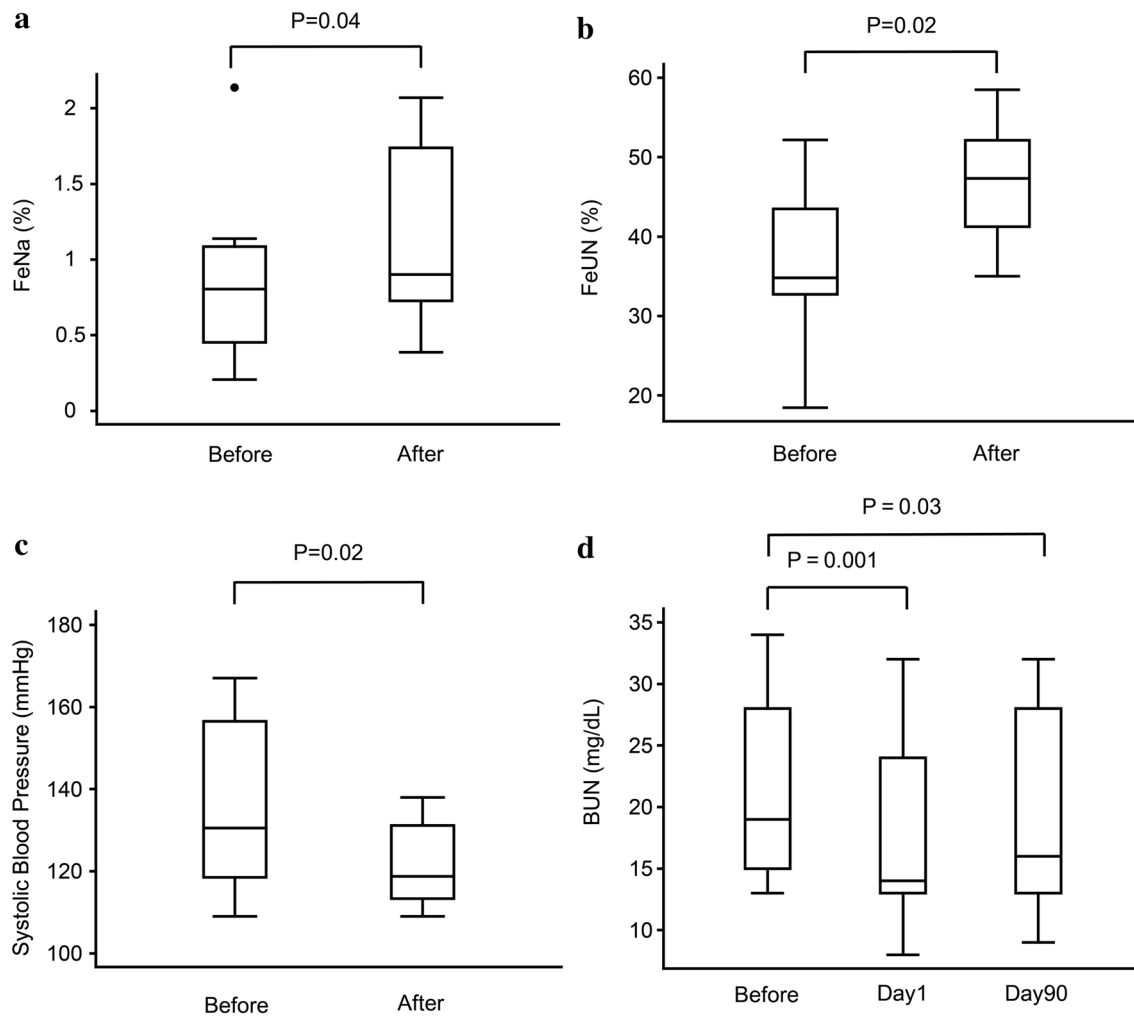 a
P=0.04
FeNa (%)
2
1.5
1
0.5
0
Before After
b
P=0.02
FeUN (%)
60
50
40
30
20
Before After
c
P=0.02
Systolic Blood Pressure (mmHg)
180
160
140
120
100
Before After
d
P = 0.03
P = 0.001
BUN (mg/dL)
35
30
25
20
15
10
Before Day1 Day90